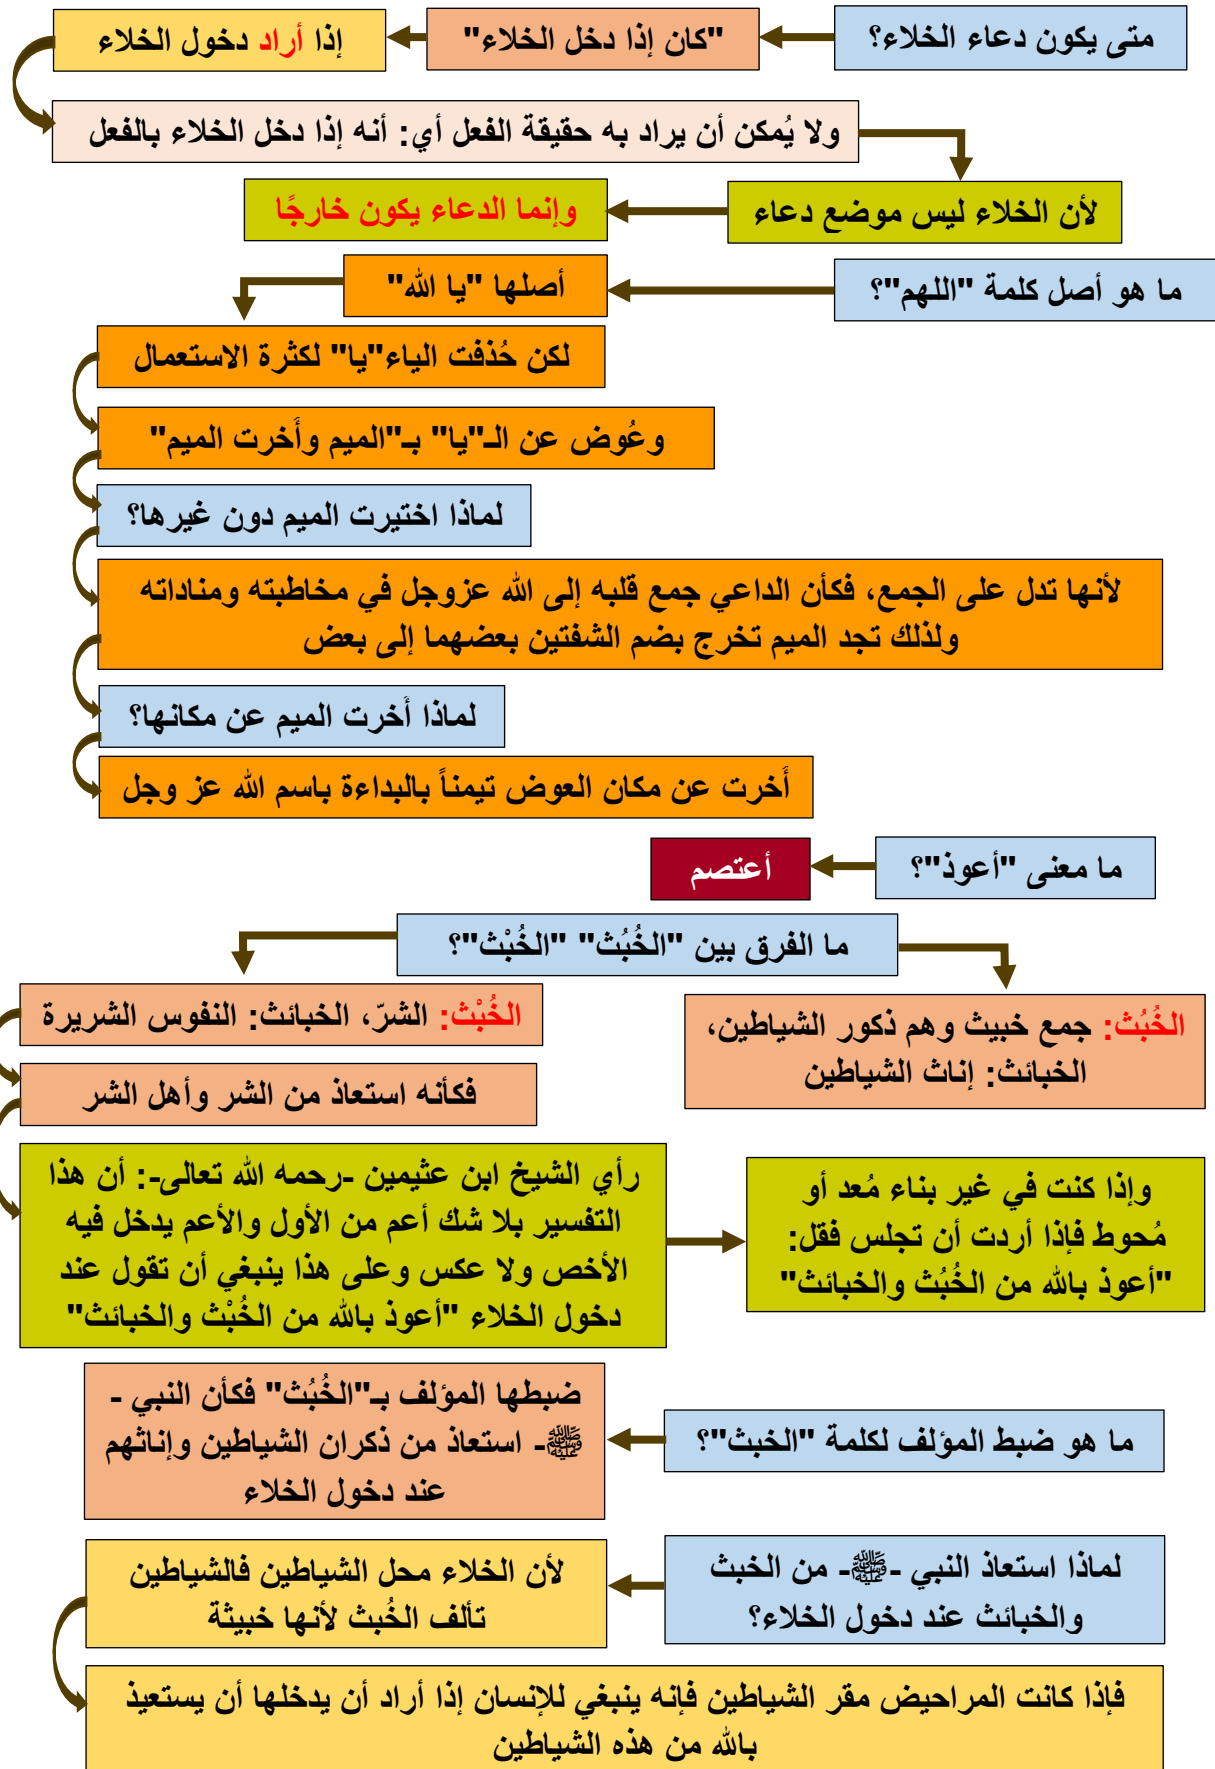 متى يكون دعاء الخلاء؟
"كان إذا دخل الخلاء"
إذا أراد دخول الخلاء
ولا يُمكن أن يراد به حقيقة الفعل أي: أنه إذا دخل الخلاء بالفعل
لأن الخلاء ليس موضع دعاء
وإنما الدعاء يكون خارجًا
ما هو أصل كلمة "اللهم"؟
أصلها "يا الله"
لكن حُذفت الياء"يا" لكثرة الاستعمال
وعُوض عن الـ"يا" بـ"الميم وأُخرت الميم"
لماذا اختيرت الميم دون غيرها؟
لأنها تدل على الجمع، فكأن الداعي جمع قلبه إلى الله عزوجل في مخاطبته ومناداته
ولذلك تجد الميم تخرج بضم الشفتين بعضهما إلى بعض
لماذا أُخرت الميم عن مكانها؟
أُخرت عن مكان العوض تيمناً بالبداءة باسم الله عز وجل
ما معنى "أعوذ"؟
أعتصم
ما الفرق بين "الخُبُث" "الخُبْث"؟
الخُبُث: جمع خبيث وهم ذكور الشياطين،
الخبائث: إناث الشياطين
الخُبْث: الشرّ، الخبائث: النفوس الشريرة
فكأنه استعاذ من الشر وأهل الشر
رأي الشيخ ابن عثيمين -رحمه الله تعالى-: أن هذا
التفسير بلا شك أعم من الأول والأعم يدخل فيه
الأخص ولا عكس وعلى هذا ينبغي أن تقول عند
دخول الخلاء "أعوذ بالله من الخُبْث والخبائث"
وإذا كنت في غير بناء مُعد أو
مُحوط فإذا أردت أن تجلس فقل:
"أعوذ بالله من الخُبُث والخبائث"
ما هو ضبط المؤلف لكلمة "الخبث"؟
ضبطها المؤلف بـ"الخُبُث" فكأن النبي -
ﷺ- استعاذ من ذكران الشياطين وإناثهم
عند دخول الخلاء
لماذا استعاذ النبي -ﷺ- من الخبث
والخبائث عند دخول الخلاء؟
لأن الخلاء محل الشياطين فالشياطين
تألف الخُبث لأنها خبيثة
فإذا كانت المراحيض مقر الشياطين فإنه ينبغي للإنسان إذا أراد أن يدخلها أن يستعيذ
بالله من هذه الشياطين